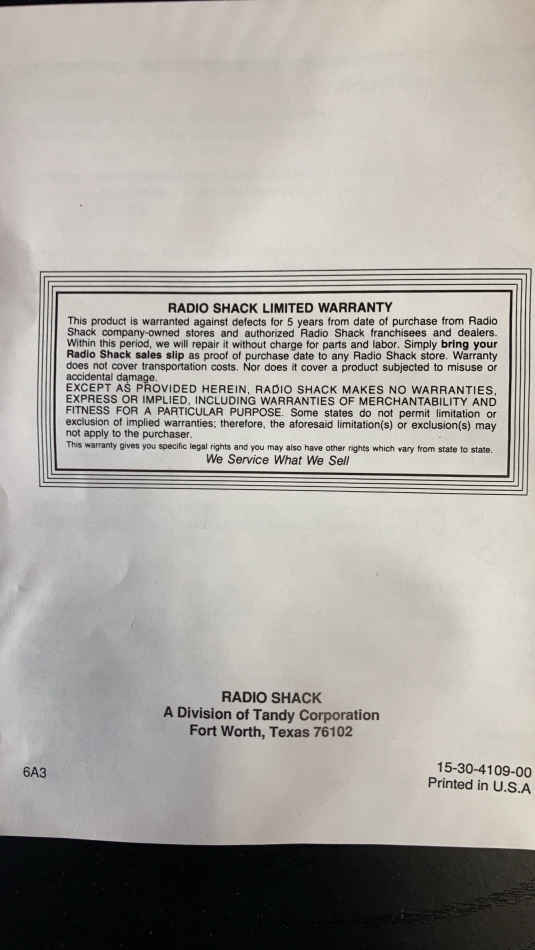 RADIO SHACK LIMITED WARRANTY
This product is warranted against defects for 5 years from date of purchase from Radio
Shack company-owned stores and authorized Radio Shack franchisees and dealers.
Within this period, we will repair it without charge for parts and labor. Simply bring your
Radio Shack sales slip as proof of purchase date to any Radio Shack store. Warranty
does not cover transportation costs. Nor does it cover a product subjected to misuse or
accidental damage.
EXCEPT AS PROVIDED HEREIN, RADIO SHACK MAKES NO WARRANTIES,
EXPRESS OR IMPLIED, INCLUDING WARRANTIES OF MERCHANTABILITY AND
FITNESS FOR A PARTICULAR PURPOSE. Some states do not permit limitation or
exclusion of implied warranties; therefore, the aforesaid limitation(s) or exclusion(s) may
not apply to the purchaser.
This warranty gives you specific legal rights and you may also have other rights which vary from state to state.
We Service What We Sell
RADIO SHACK
A Division of Tandy Corporation
Fort Worth, Texas 76102
6A3
15-30-4109-00
Printed in U.S.A